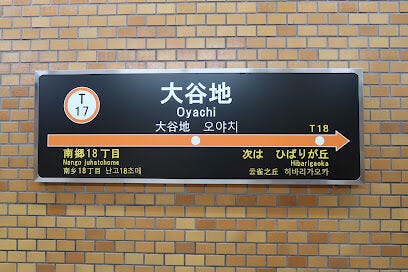 T
17
大谷地
Oyachi
大谷地 오야치
T18
南郷18丁目
Nango juhatchome
南乡18丁目 난고18초메
次は ひばりが丘
Hibarigaoka
云雀之丘 히바리가오카